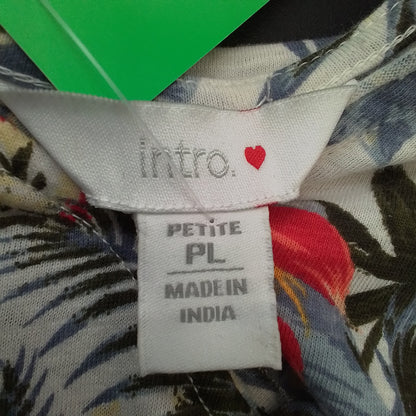 intro.
PETITE
PL
MADE IN
INDIA